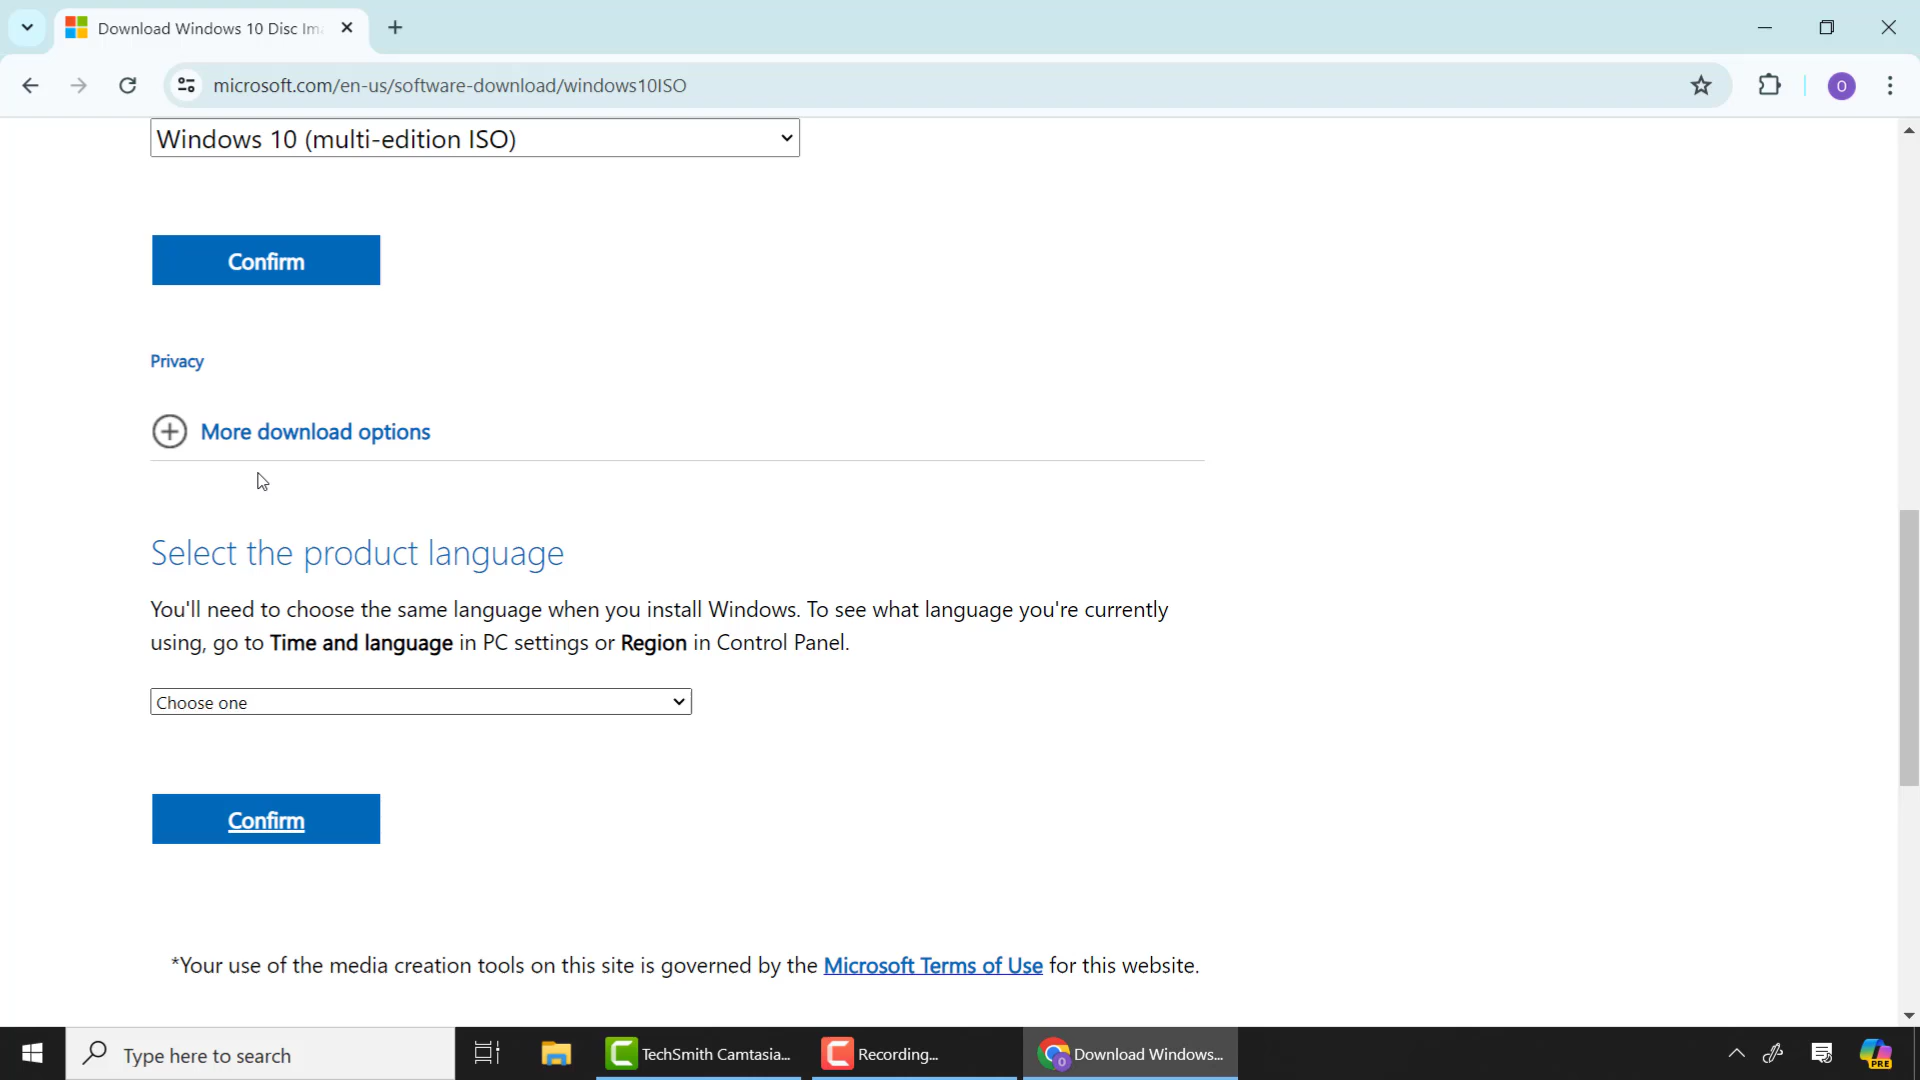 Download Windows 10 Disc Im
microsoft.com/en-us/software-download/windows10ISO
O
Windows 10 (multi-edition ISO)
Confirm
Privacy
More download options
Select the product language
You'll need to choose the same language when you install Windows. To see what language you're currently
using, go to Time and language in PC settings or Region in Control Panel.
Choose one
Confirm
*Your use of the media creation tools on this site is governed by the Microsoft Terms of Use for this website.
Type here to search
TechSmith Camtasia...
Recording...
Download Windows...
PRE